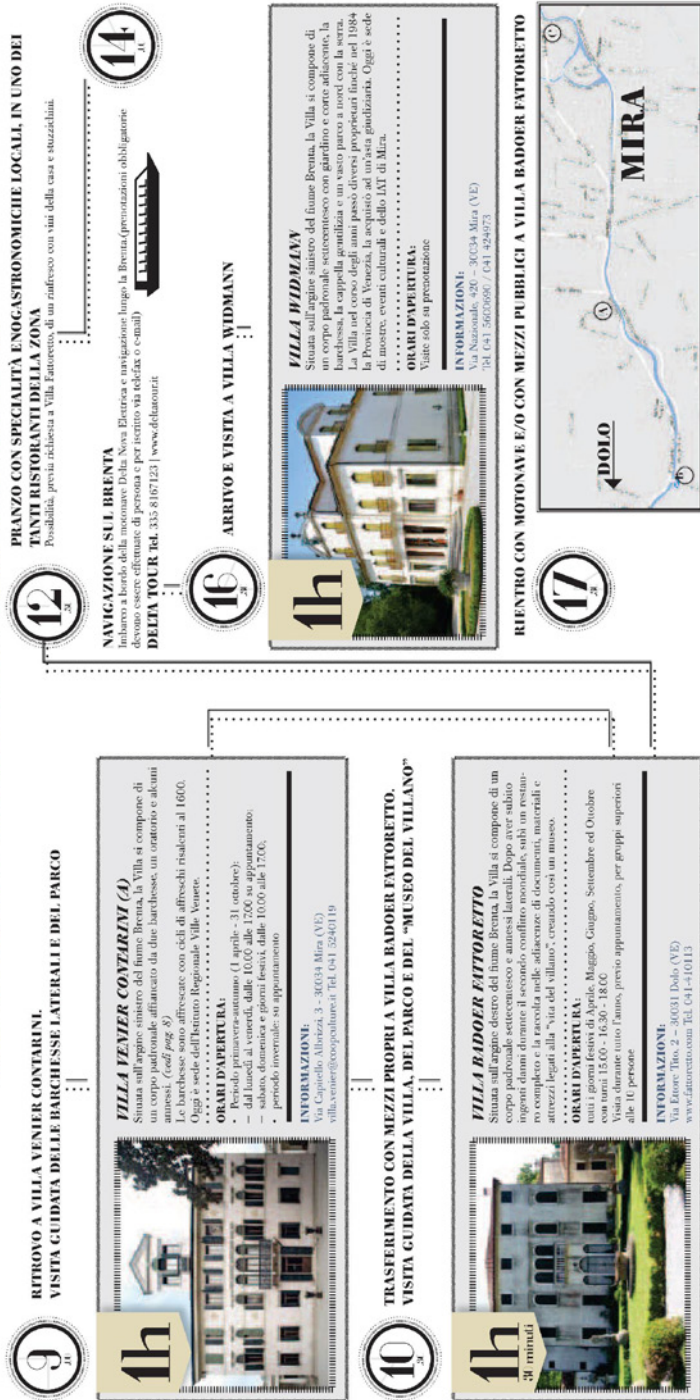 9
30
RITROVO A VILLA VENIER CONTARINI.
VISITA GUIDATA DELLE BARCHESSE LATERALI E DEL PARCO
1h
VILLA VENIER CONTARINI (A)
Situata sull'argine sinistro del fiume Brenta, la Villa si compone di
un corpo padronale affiancato da due barchesse, un oratorio e alcuni
annessi. (vedi pag. 8)
Le barchesse sono affrescate con cicli di affreschi risalenti al 1600.
Oggi è sede dell'Istituto Regionale Ville Venete.
ORARI D'APERTURA:
• Periodo primavera-autunno (1 aprile - 31 ottobre):
– dal lunedì al venerdì, dalle 10.00 alle 17.00 su appuntamento;
– sabato, domenica e giorni festivi, dalle 10.00 alle 17.00;
• periodo invernale: su appuntamento
INFORMAZIONI:
Via Capitello Albrizzi, 3 - 30034 Mira (VE)
villa.venier@coopculture.it Tel. 041 5240119
10
TRASFERIMENTO CON MEZZI PROPRI A VILLA BADOER FATTORETTO.
VISITA GUIDATA DELLA VILLA, DEL PARCO E DEL "MUSEO DEL VILLANO"
1h
30 minuti
VILLA BADOER FATTORETTO
Situata sull'argine destro del fiume Brenta, la Villa si compone di un
corpo padronale settecentesco e annessi laterali. Dopo aver subito
ingenti danni durante il secondo conflitto mondiale, subì un restau-
ro completo e la raccolta nelle adiacenze di documenti, materiali e
attrezzi legati alla "vita del villano", creando così un museo.
ORARI D'APERTURA:
tutti i giorni festivi di Aprile, Maggio, Giugno, Settembre ed Ottobre
con turni 15.00 - 16.30 - 18.00
Visita durante tutto l'anno, previo appuntamento, per gruppi superiori
alle 10 persone
INFORMAZIONI:
Via Ettore Tito, 2 – 30031 Dolo (VE)
www.fattoretto.com Tel. 041-410113
12
PRANZO CON SPECIALITÀ ENOGASTRONOMICHE LOCALI, IN UNO DEI
TANTI RISTORANTI DELLA ZONA
Possibilità, previa richiesta a Villa Fattoretto, di un rinfresco con vini della casa e stuzzichini.
14
NAVIGAZIONE SUL BRENTA
Imbarco a bordo della motonave Delta Nova Elettrica e navigazione lungo la Brenta.(prenotazioni obbligatorie
devono essere effettuate di persona e per iscritto via telefax o e-mail)
DELTA TOUR Tel. 335 8167123 | www.deltatour.it
16
ARRIVO E VISITA A VILLA WIDMANN
1h
VILLA WIDMANN
Situata sull'argine sinistro del fiume Brenta, la Villa si compone di
un corpo padronale settecentesco con giardino e corte adiacente, la
barchessa, la cappella gentilizia e un vasto parco a nord con la serra.
La Villa nel corso degli anni passò diversi proprietari finché nel 1984
la Provincia di Venezia, la acquistò ad un'asta giudiziaria. Oggi è sede
di mostre, eventi culturali e dello IAT di Mira.
ORARI D'APERTURA:
Visite solo su prenotazione
INFORMAZIONI:
Via Nazionale, 420 – 30034 Mira (VE)
Tel. 041 5600690 / 041 424973
17
RIENTRO CON MOTONAVE E/O CON MEZZI PUBBLICI A VILLA BADOER FATTORETTO
DOLO
MIRA
A
B
C